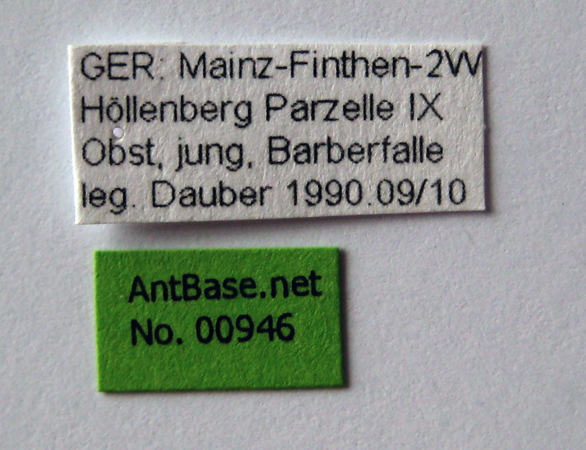 GER: Mainz-Finthen-2W
Höllenberg Parzelle IX
Obst, jung, Barberfalle
leg. Dauber 1990.09/10
AntBase.net
No. 00946